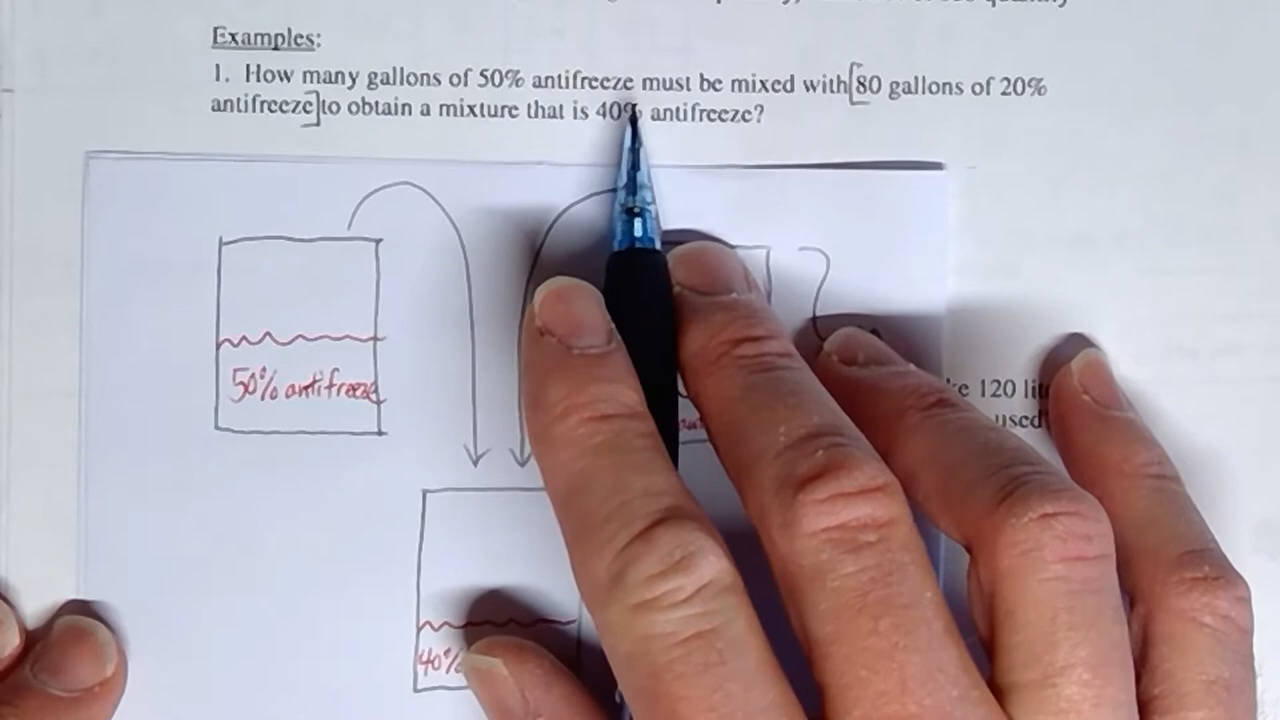 Examples:
1. How many gallons of 50% antifreeze must be mixed with [80 gallons of 20%
antifreeze] to obtain a mixture that is 40% antifreeze?
50% antifreeze
120
used
40%